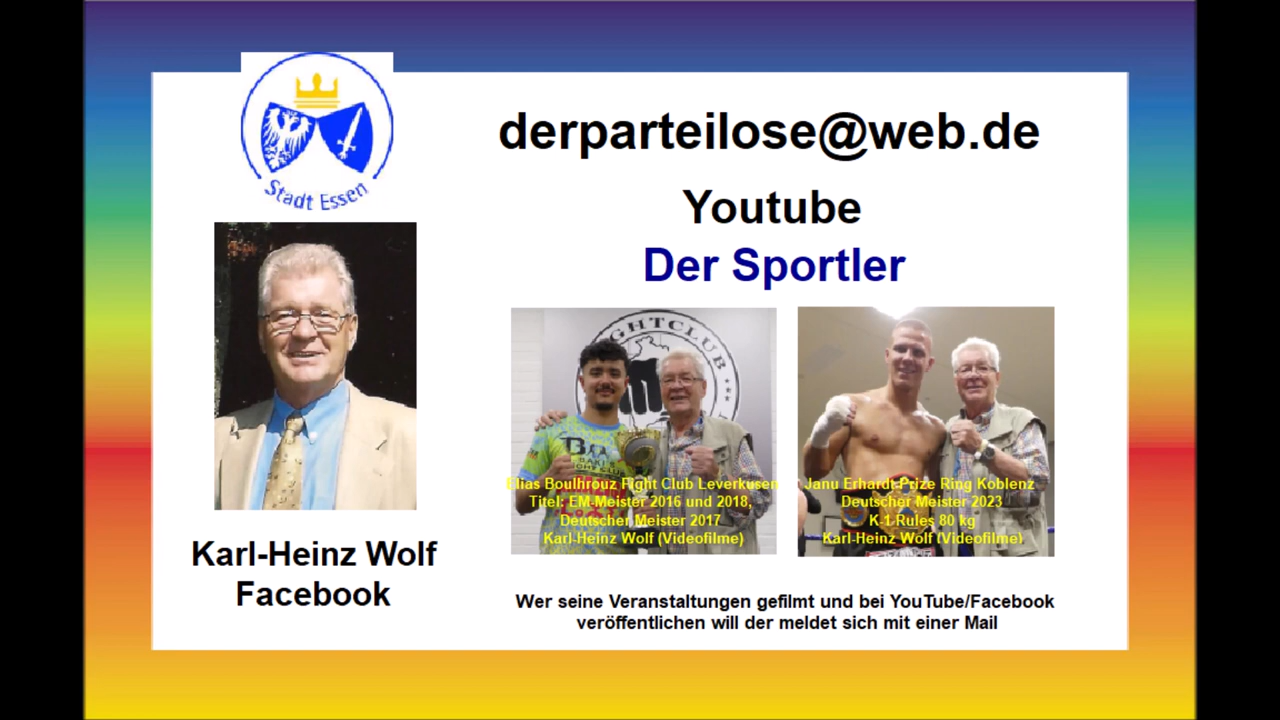 Stadt Essen
derparteilose@web.de
Youtube
Der Sportler
GHTCLUB
Elias Boulhrouz Fight Club Leverkusen
Titel: EM-Meister 2016 und 2018,
Deutscher Meister 2017
Karl-Heinz Wolf (Videofilme)
Janu Erhardt Prize Ring Koblenz
Deutscher Meister 2023
K-1 Rules 80 kg
Karl-Heinz Wolf (Videofilme)
Karl-Heinz Wolf
Facebook
Wer seine Veranstaltungen gefilmt und bei YouTube/Facebook
veröffentlichen will der meldet sich mit einer Mail